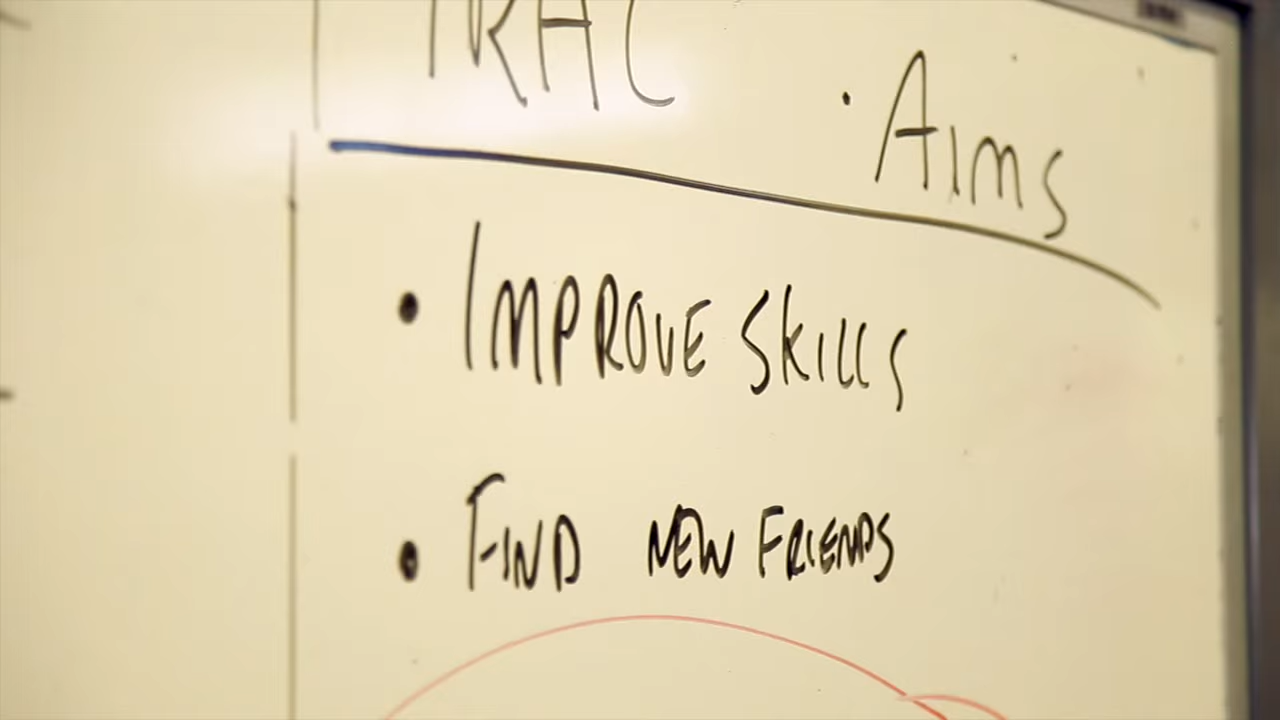 TRAC
· Aims
• IMPROVE SKILLS
• FIND NEW FRIENDS